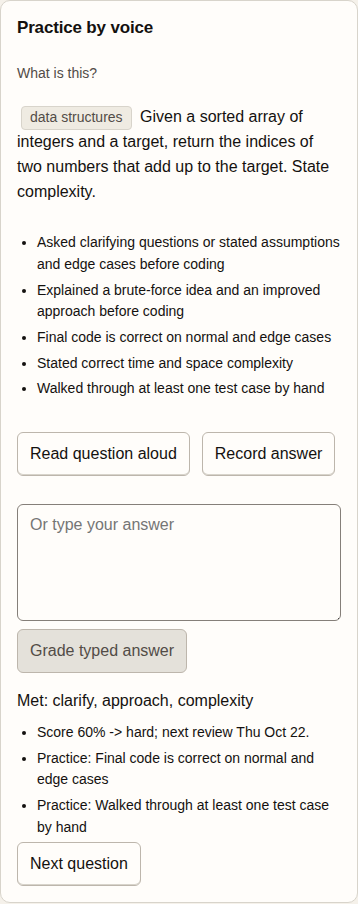 Practice by voice
What is this?
data structures Given a sorted array of
integers and a target, return the indices of
two numbers that add up to the target. State
complexity.
Asked clarifying questions or stated assumptions
and edge cases before coding
Explained a brute-force idea and an improved
approach before coding
Final code is correct on normal and edge cases
Stated correct time and space complexity
Walked through at least one test case by hand
Read question aloud Record answer
Or type your answer
Grade typed answer
Met: clarify, approach, complexity
Score 60% -> hard; next review Thu Oct 22.
Practice: Final code is correct on normal and
edge cases
Practice: Walked through at least one test case
by hand
Next question